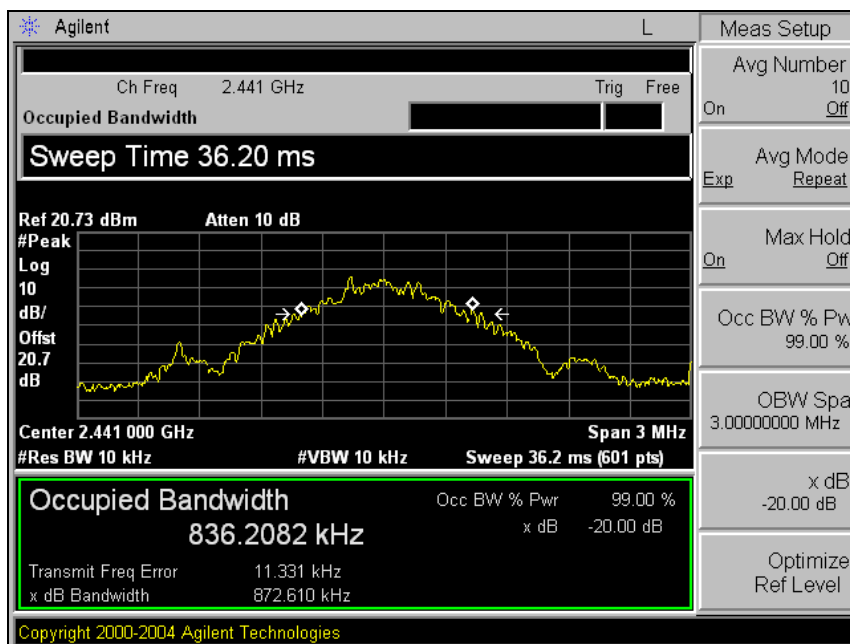 Agilent L
Ch Freq 2.441 GHz Trig Free
Occupied Bandwidth
Sweep Time 36.20 ms
Ref 20.73 dBm Atten 10 dB
#Peak
Log
10
dB/
Offst
20.7
dB
Center 2.441 000 GHz Span 3 MHz
#Res BW 10 kHz #VBW 10 kHz Sweep 36.2 ms (601 pts)
Occupied Bandwidth Occ BW % Pwr 99.00 %
836.2082 kHz x dB -20.00 dB
Transmit Freq Error 11.331 kHz
x dB Bandwidth 872.610 kHz
Copyright 2000-2004 Agilent Technologies
Meas Setup
Avg Number
10
On Off
Avg Mode
Exp Repeat
Max Hold
On Off
Occ BW % Pw
99.00 %
OBW Spa
3.00000000 MHz
x dB
-20.00 dB
Optimize
Ref Level